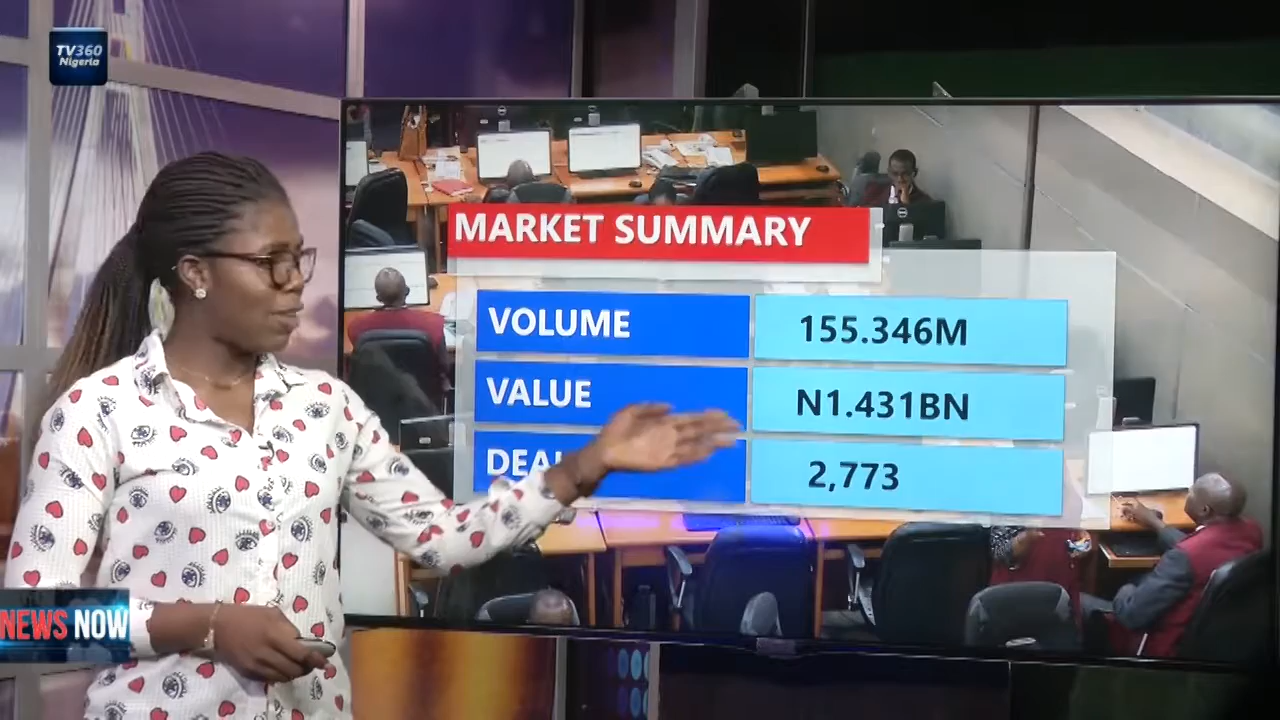 TV360
Nigeria
MARKET SUMMARY
VOLUME 155.346M
VALUE N1.431BN
2,773
NEWS NOW